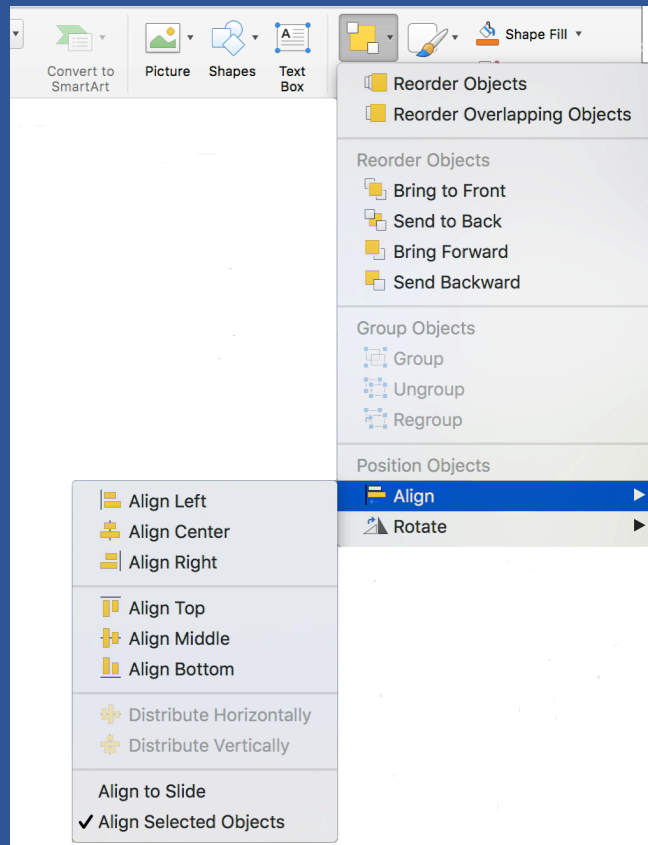 Convert to
SmartArt
Picture
Shapes
Text
Box
Shape Fill
Reorder Objects
Reorder Overlapping Objects
Reorder Objects
Bring to Front
Send to Back
Bring Forward
Send Backward
Group Objects
Group
Ungroup
Regroup
Position Objects
Align
Rotate
Align Left
Align Center
Align Right
Align Top
Align Middle
Align Bottom
Distribute Horizontally
Distribute Vertically
Align to Slide
Align Selected Objects